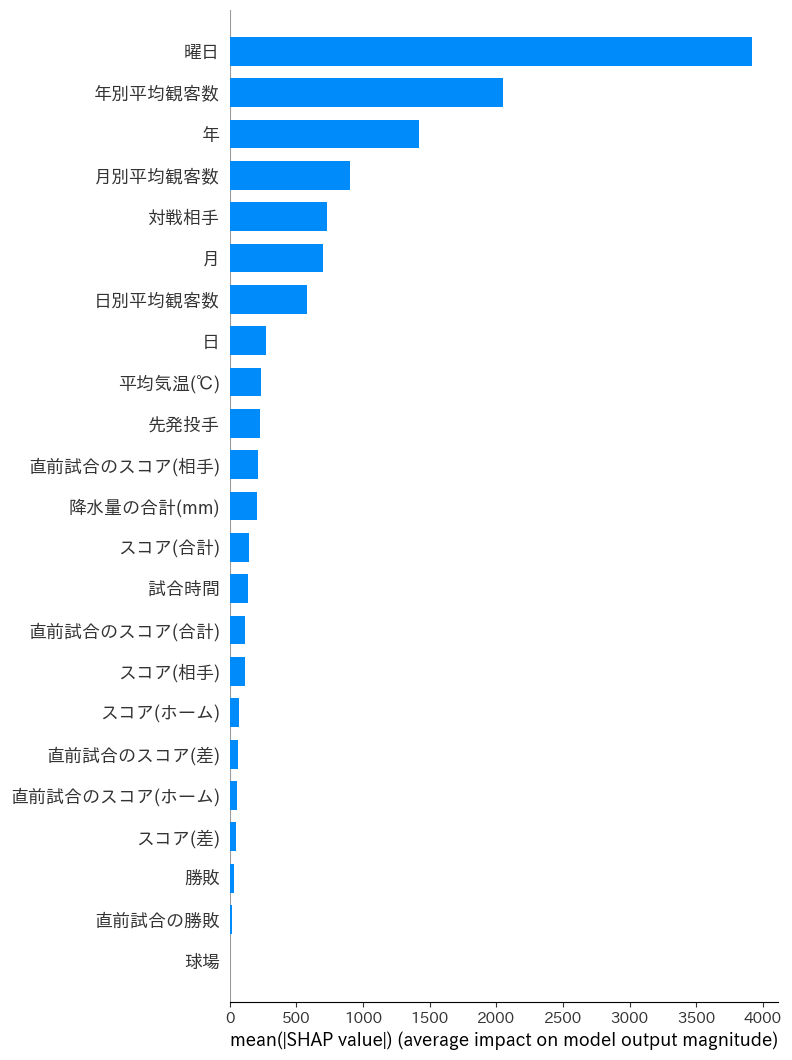 曜日
年別平均観客数
年
月別平均観客数
対戦相手
月
日別平均観客数
日
平均気温(℃)
先発投手
直前試合のスコア(相手)
降水量の合計(mm)
スコア(合計)
試合時間
直前試合のスコア(合計)
スコア(相手)
スコア(ホーム)
直前試合のスコア(差)
直前試合のスコア(ホーム)
スコア(差)
勝敗
直前試合の勝敗
球場
0 500 1000 1500 2000 2500 3000 3500 4000
mean(|SHAP value|) (average impact on model output magnitude)